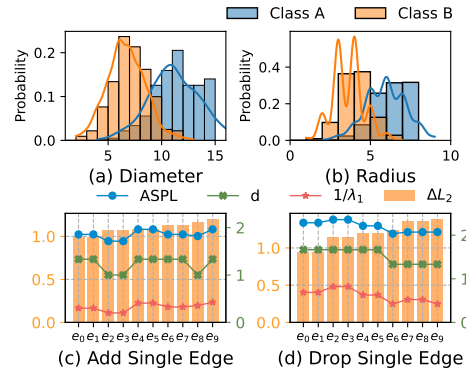 Class A
Class B
Probability
0.2
0.1
0.0
5
10
15
(a) Diameter
Probability
0.50
0.25
0.00
0
5
10
(b) Radius
ASPL
d
1/λ₁
ΔL₂
1.0
0.5
0.0
2
1
0
e₀ e₁ e₂ e₃ e₄ e₅ e₆ e₇ e₈ e₉
(c) Add Single Edge
1.0
0.5
0.0
2
1
0
e₀ e₁ e₂ e₃ e₄ e₅ e₆ e₇ e₈ e₉
(d) Drop Single Edge